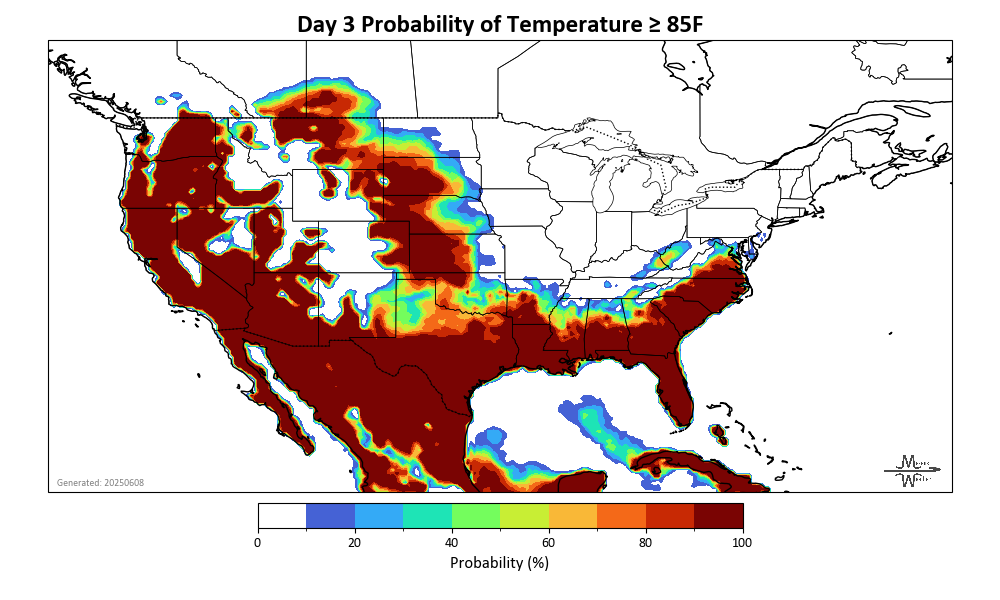 Day 3 Probability of Temperature ≥ 85F
Generated: 20250608
0 20 40 60 80 100
Probability (%)